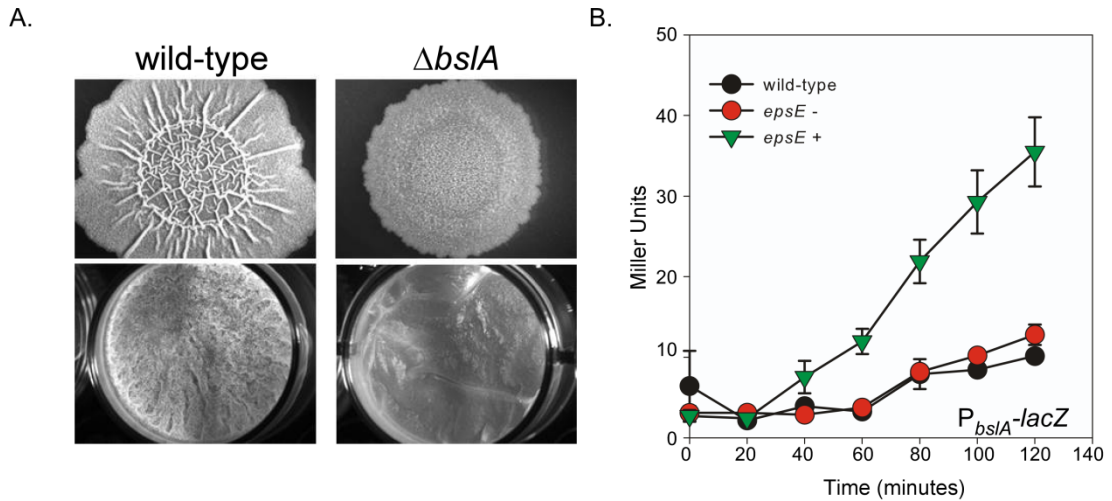 A.
wild-type
ΔbslA
B.
50
40
30
20
10
0
Miller Units
wild-type
epsE -
epsE +
PbslA-lacZ
0
20
40
60
80
100
120
140
Time (minutes)